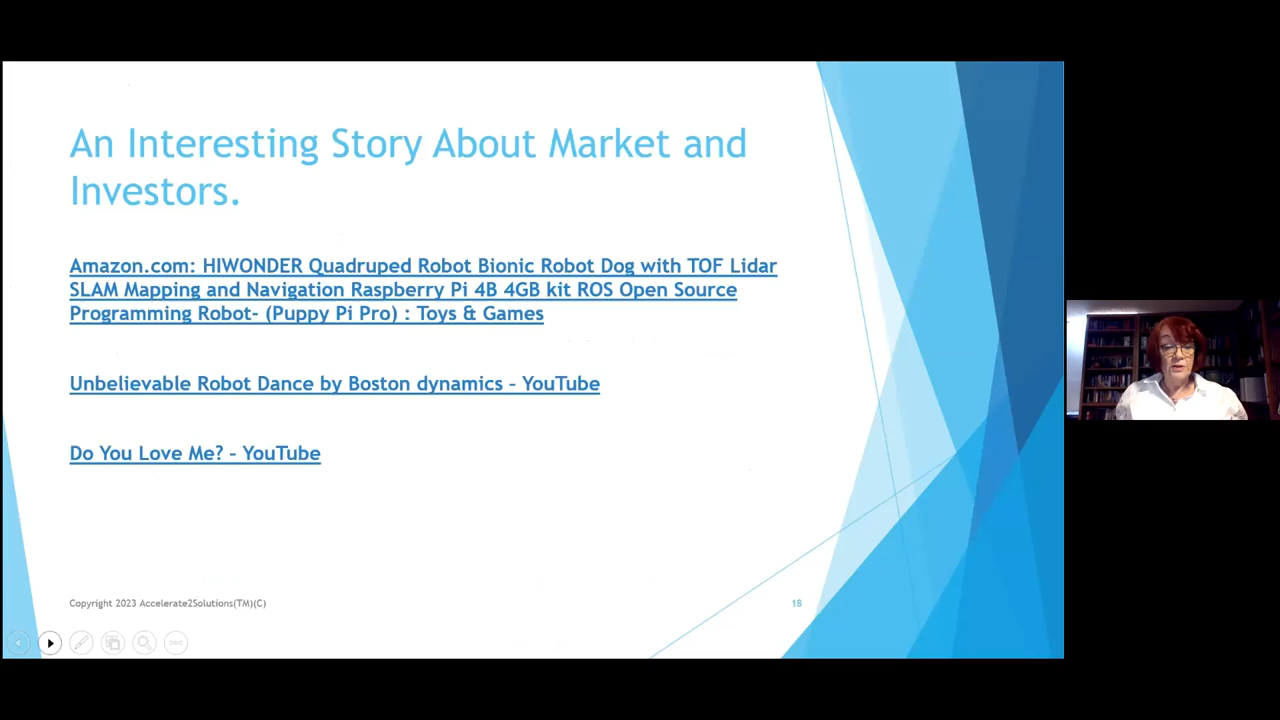 An Interesting Story About Market and
Investors.
Amazon.com: HIWONDER Quadruped Robot Bionic Robot Dog with TOF Lidar
SLAM Mapping and Navigation Raspberry Pi 4B 4GB kit ROS Open Source
Programming Robot- (Puppy Pi Pro) : Toys & Games
Unbelievable Robot Dance by Boston dynamics – YouTube
Do You Love Me? – YouTube
Copyright 2023 Accelerate2Solutions(TM)(C)
18